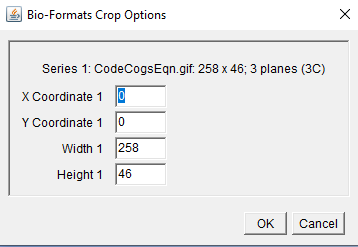 Bio-Formats Crop Options
Series 1: CodeCogsEqn.gif: 258 x 46; 3 planes (3C)
X Coordinate 1 0
Y Coordinate 1 0
Width 1 258
Height 1 46
OK Cancel